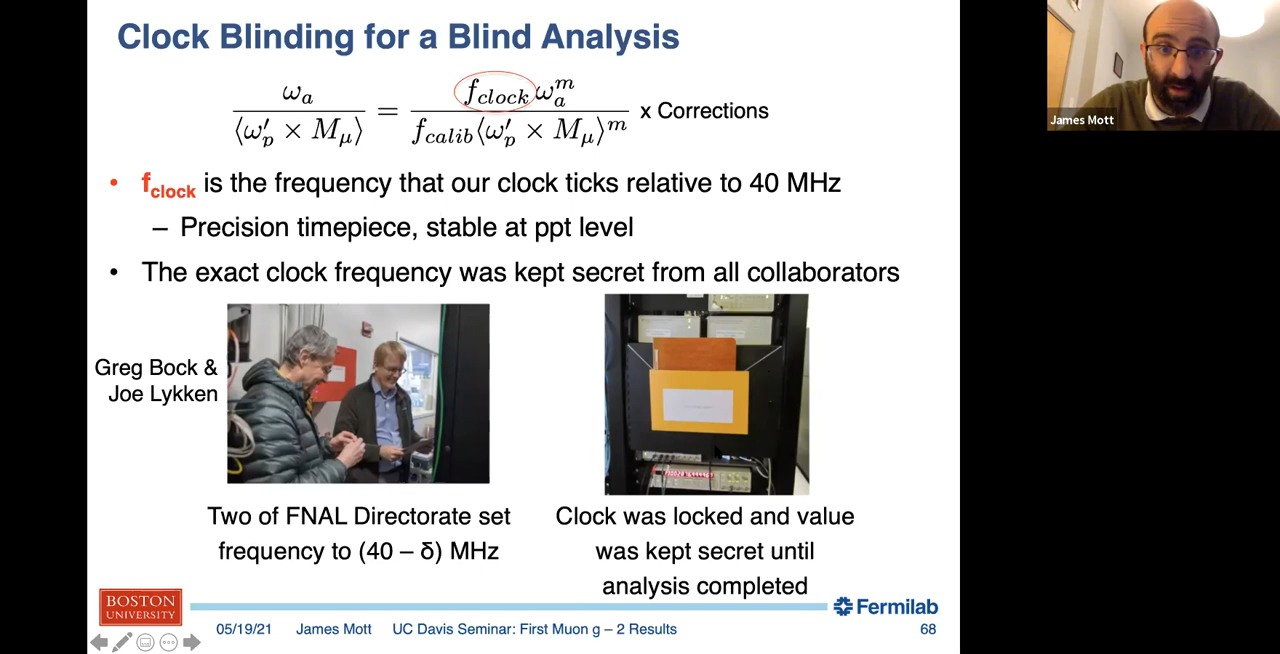 Clock Blinding for a Blind Analysis
ωₐ / ⟨ω′ₚ × M_μ⟩ = f_clock ωₐᵐ / f_calib ⟨ω′ₚ × M_μ⟩ᵐ x Corrections
• f_clock is the frequency that our clock ticks relative to 40 MHz
– Precision timepiece, stable at ppt level
• The exact clock frequency was kept secret from all collaborators
Greg Bock &
Joe Lykken
Two of FNAL Directorate set
frequency to (40 – δ) MHz
Clock was locked and value
was kept secret until
analysis completed
BOSTON
UNIVERSITY
Fermilab
05/19/21 James Mott UC Davis Seminar: First Muon g – 2 Results 68
James Mott